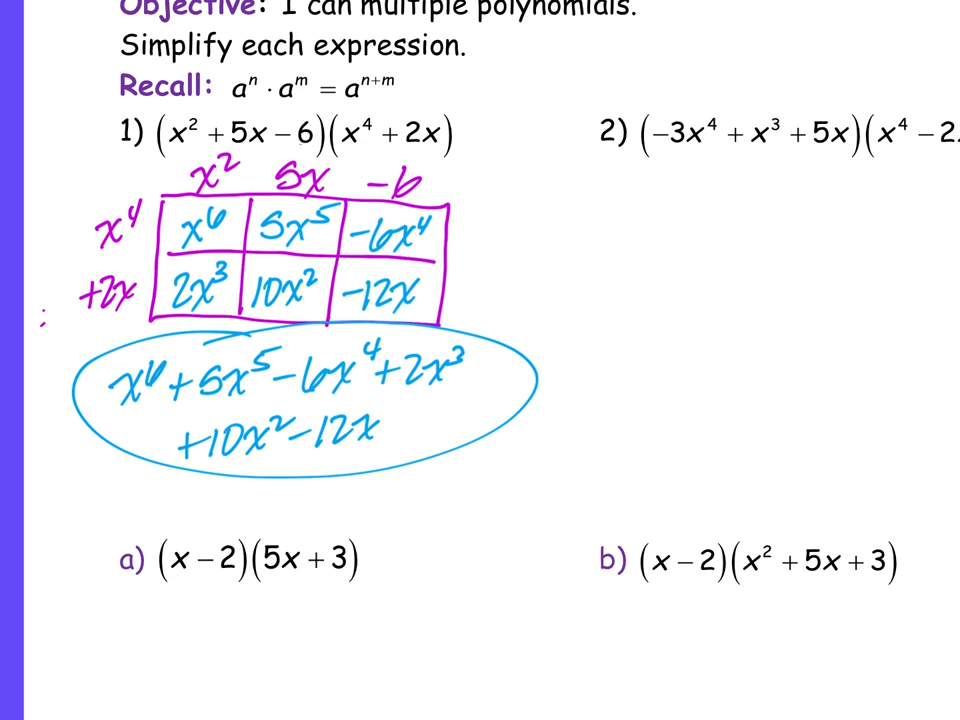 Objective: I can multiple polynomials.
Simplify each expression.
Recall: aⁿ · aᵐ = aⁿ⁺ᵐ
1) (x² + 5x − 6)(x⁴ + 2x)
2) (−3x⁴ + x³ + 5x)(x⁴ − 2
x² 5x −6
x⁴ x⁶ 5x⁵ −6x⁴
+2x 2x³ 10x² −12x
x⁶ + 5x⁵ − 6x⁴ + 2x³
+10x² − 12x
a) (x − 2)(5x + 3)
b) (x − 2)(x² + 5x + 3)